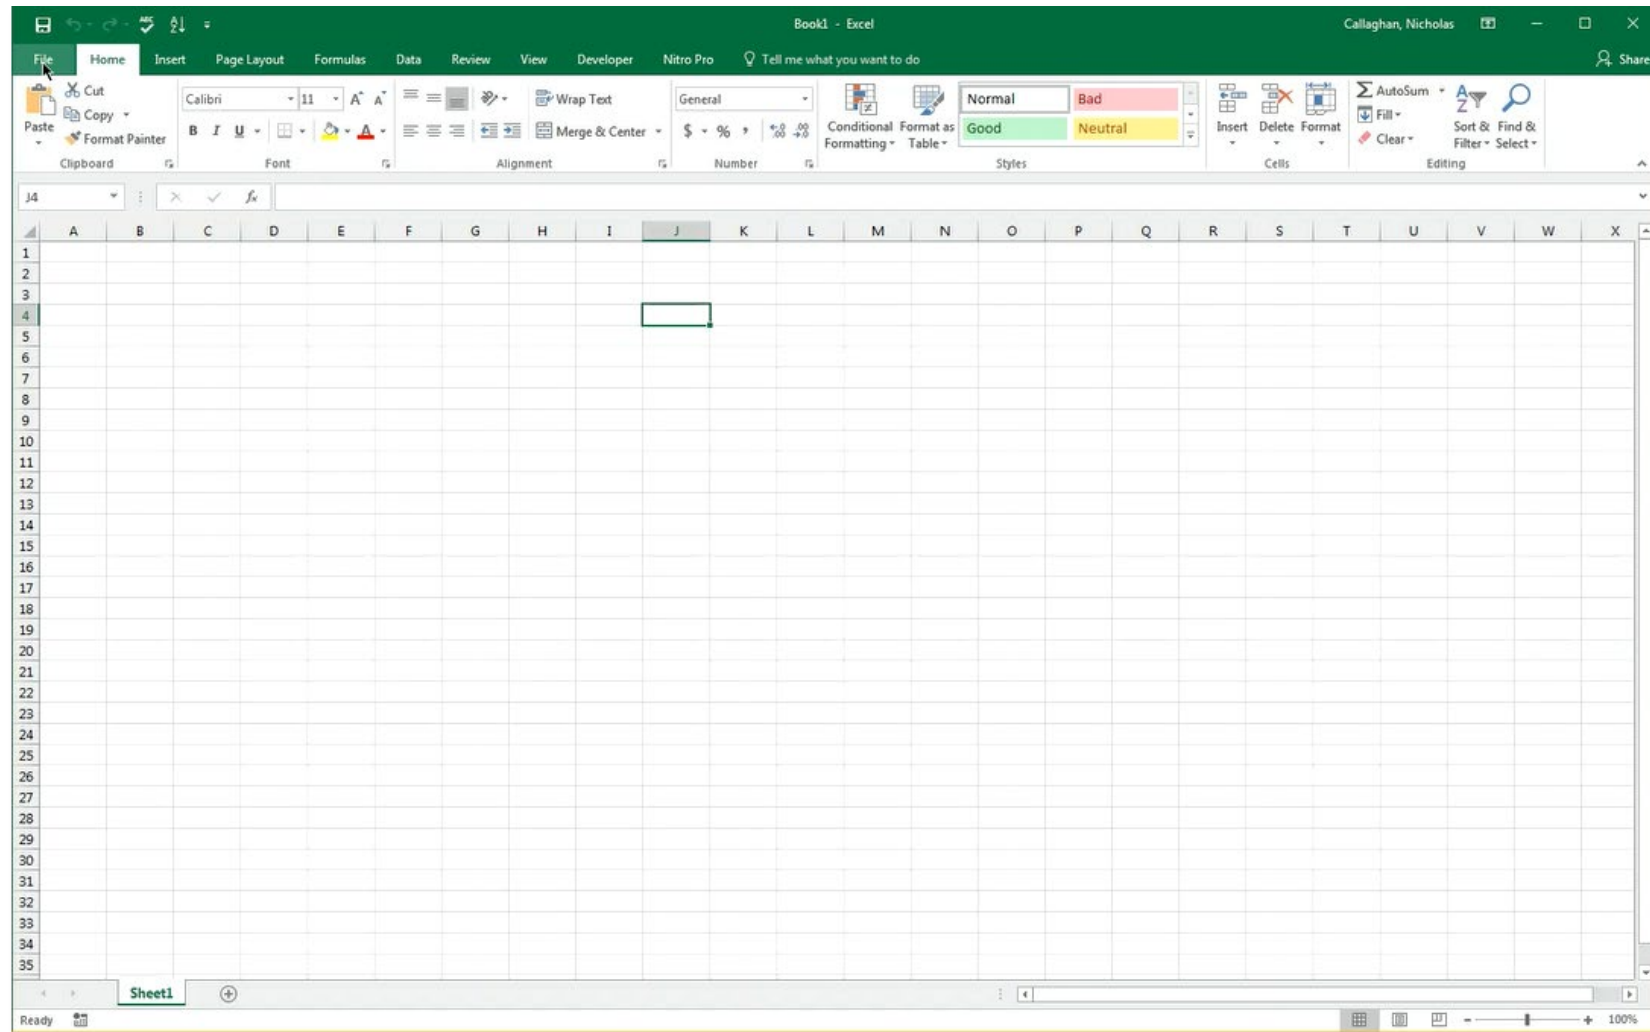 Book1 - Excel
Callaghan, Nicholas
File Home Insert Page Layout Formulas Data Review View Developer Nitro Pro Tell me what you want to do Share
Cut
Copy
Format Painter
Paste
Clipboard
Calibri 11
B I U
Font
Wrap Text
Merge & Center
Alignment
General
$ % ,
Number
Conditional Formatting
Format as Table
Normal Bad
Good Neutral
Styles
Insert Delete Format
Cells
AutoSum
Fill
Clear
Sort & Filter
Find & Select
Editing
J4 fx
A B C D E F G H I J K L M N O P Q R S T U V W X
1
2
3
4
5
6
7
8
9
10
11
12
13
14
15
16
17
18
19
20
21
22
23
24
25
26
27
28
29
30
31
32
33
34
35
Sheet1
Ready
100%